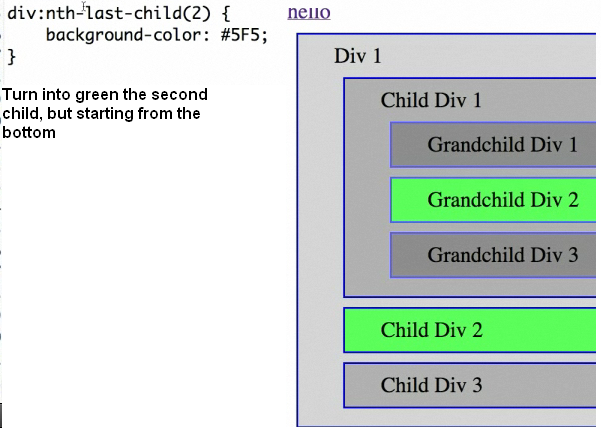 div:nth-last-child(2) {
    background-color: #5F5;
}
Turn into green the second
child, but starting from the
bottom
hello
Div 1
Child Div 1
Grandchild Div 1
Grandchild Div 2
Grandchild Div 3
Child Div 2
Child Div 3